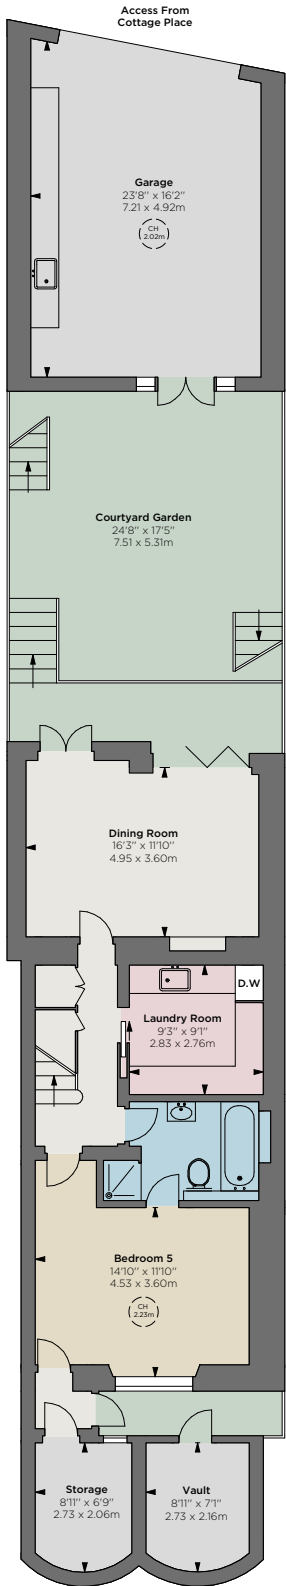 Access From
Cottage Place
Garage
23'8" x 16'2"
7.21 x 4.92m
CH
2.02m
Courtyard Garden
24'8" x 17'5"
7.51 x 5.31m
Dining Room
16'3" x 11'10"
4.95 x 3.60m
D.W
Laundry Room
9'3" x 9'1"
2.83 x 2.76m
Bedroom 5
14'10" x 11'10"
4.53 x 3.60m
CH
2.23m
Storage
8'11" x 6'9"
2.73 x 2.06m
Vault
8'11" x 7'1"
2.73 x 2.16m